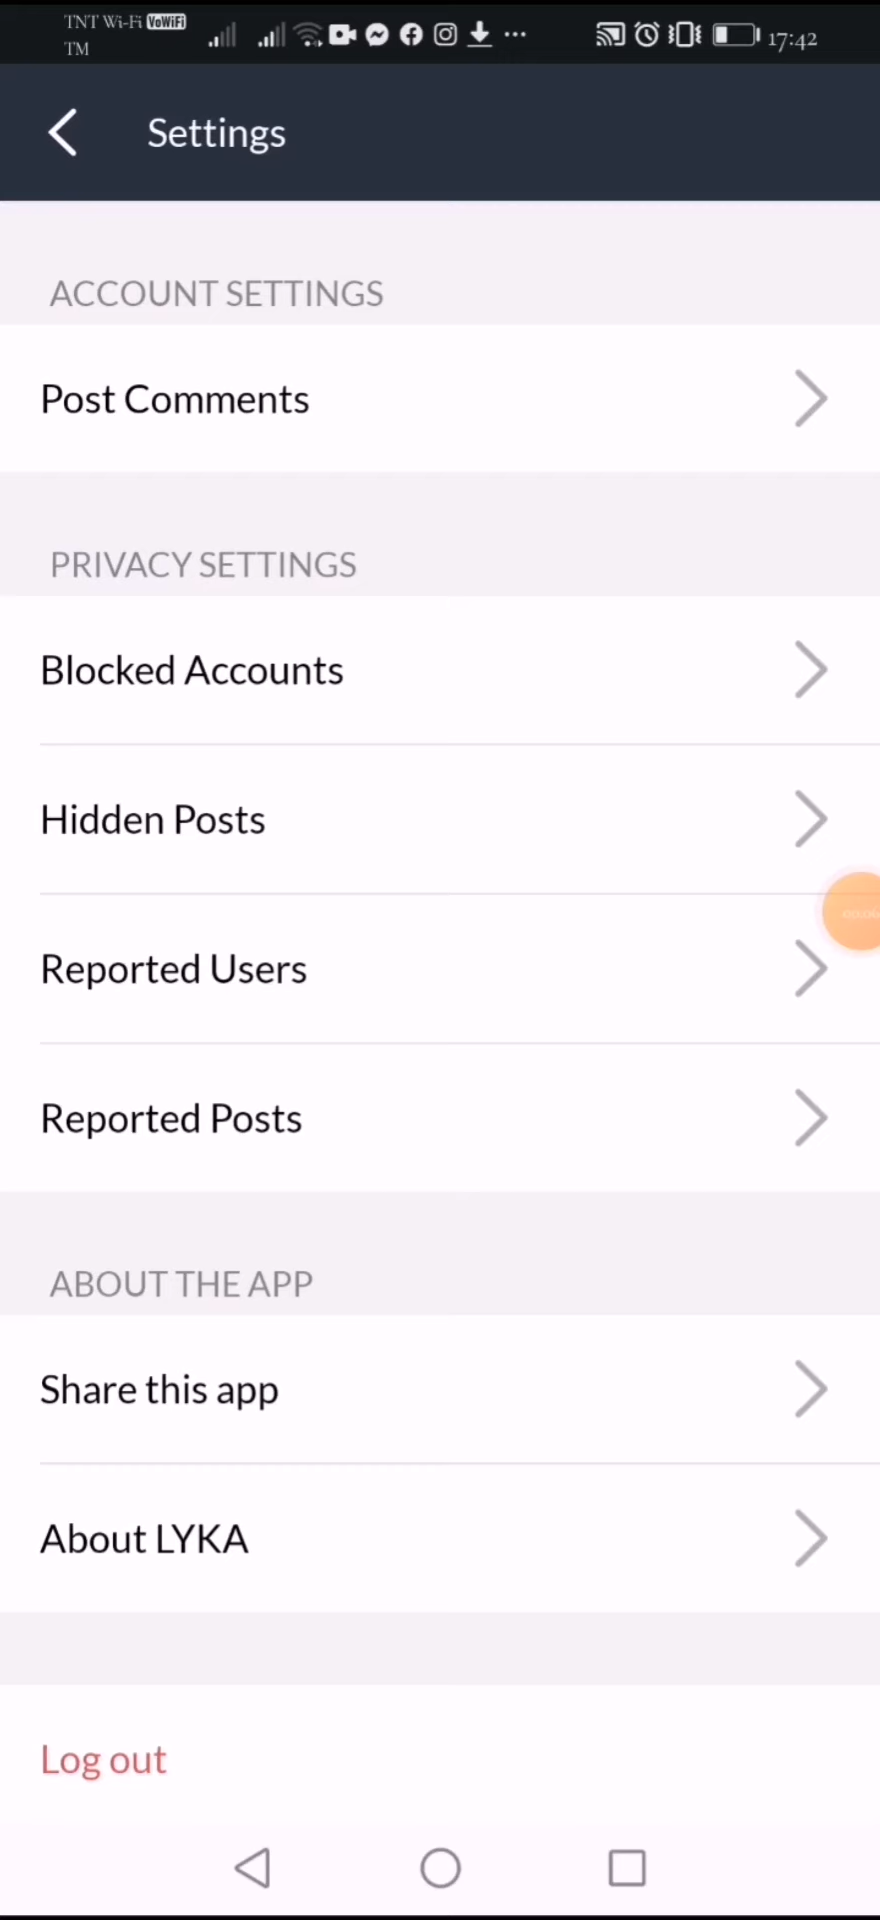 TNT Wi-Fi VoWiFi
TM
17:42
Settings
ACCOUNT SETTINGS
Post Comments
PRIVACY SETTINGS
Blocked Accounts
Hidden Posts
Reported Users
Reported Posts
ABOUT THE APP
Share this app
About LYKA
Log out